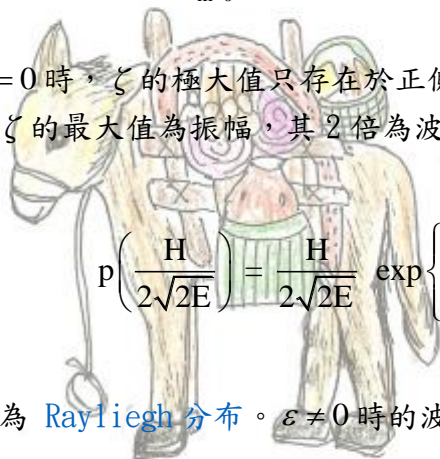 =0時，ζ的極大值只存在於正
ζ的最大值為振幅，其2倍為波
p(H/2√2E) = H/2√2E exp{
為 Rayliegh 分布。ε≠0時的波